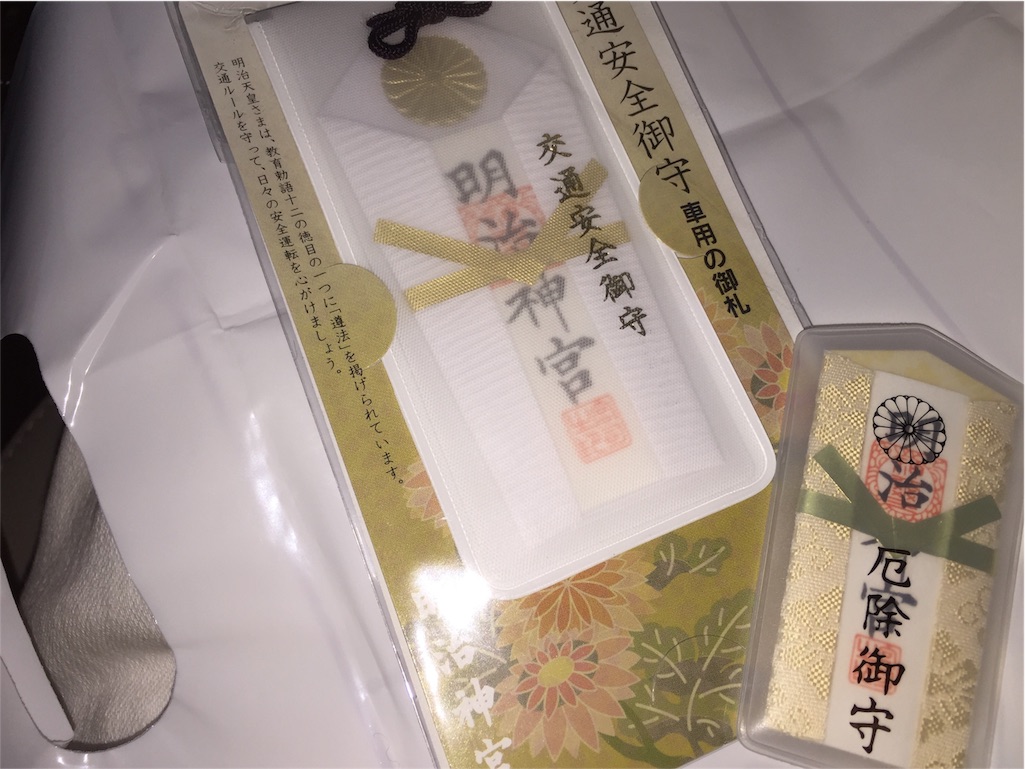 明治天皇さまは、教育勅語十二の徳目の一つに「遵法」を掲げられています。
交通ルールを守って、日々の安全運転を心がけましょう。
明治神宮
交通安全御守
通安全御守 車用の御札
明治神宮
明治神宮
厄除御守